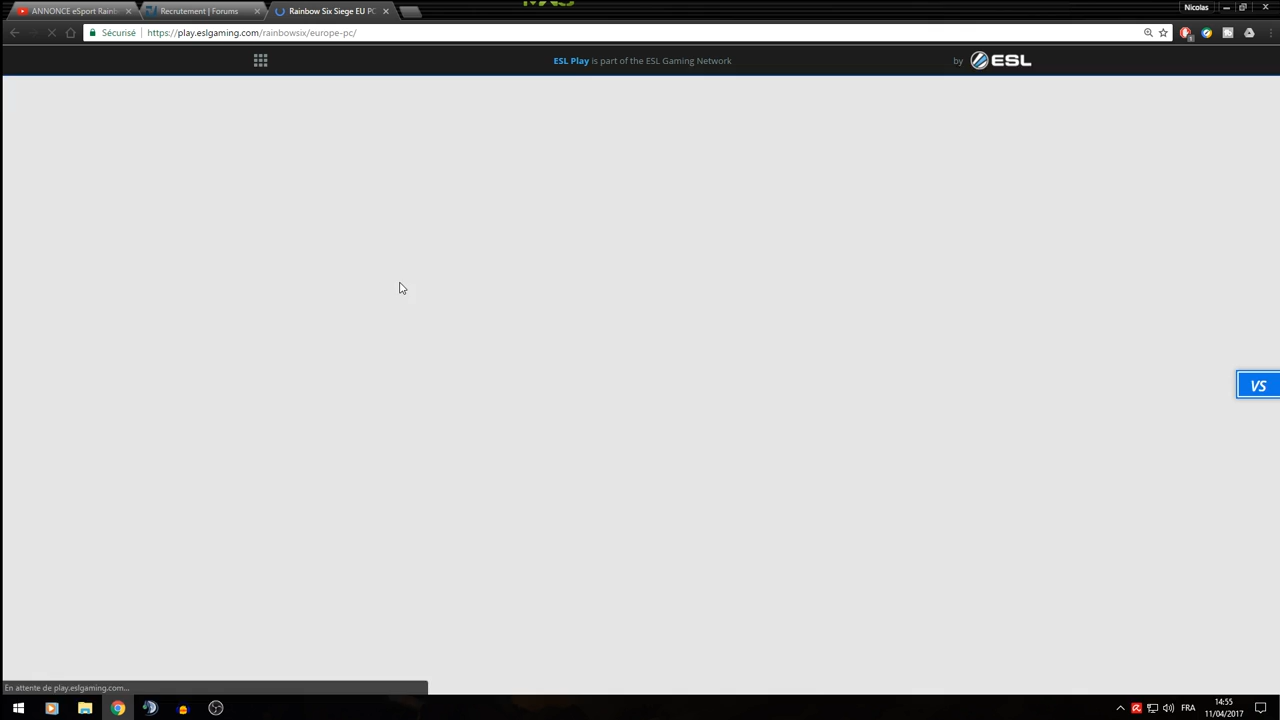 ANNONCE eSport Rainb
Recrutement | Forums
Rainbow Six Siege EU PC
Nicolas
Sécurisé
https://play.eslgaming.com/rainbowsix/europe-pc/
1
ESL Play is part of the ESL Gaming Network
by ESL
VS
En attente de play.eslgaming.com...
FRA
14:55
11/04/2017